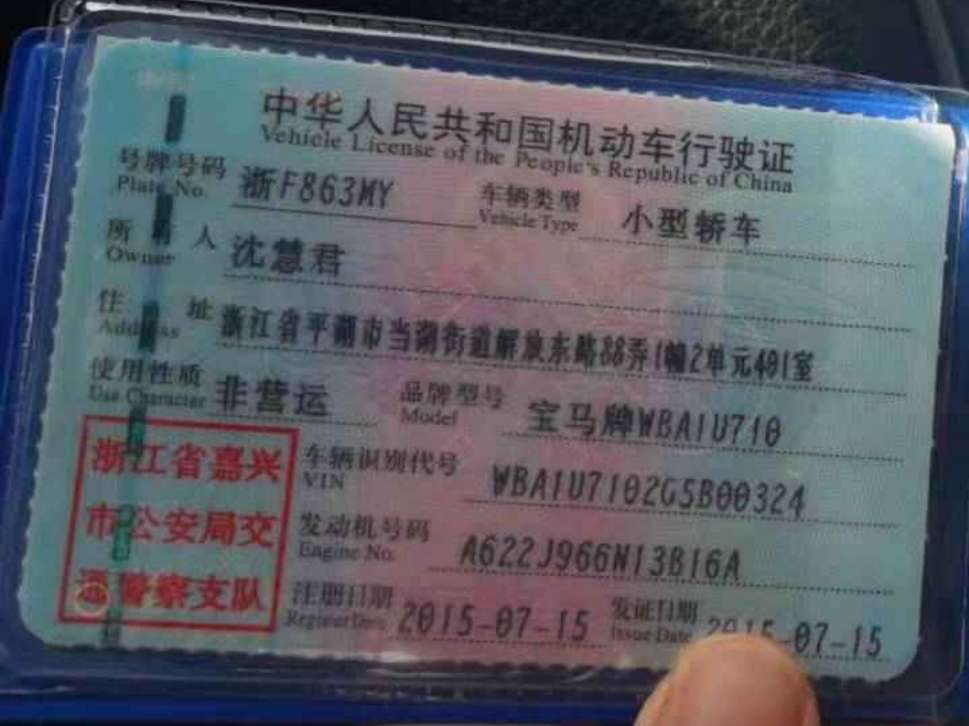 中华人民共和国机动车行驶证
Vehicle License of the People's Republic of China
号牌号码 浙F863MY 车辆类型 小型轿车
Plate No. Vehicle Type
所有人 沈慧君
Owner
住址 浙江省平湖市当湖街道解放东路88弄1幢2单元401室
Address
使用性质 非营运 品牌型号 宝马牌WBA1U710
Use Character Model
浙江省嘉兴
市公安局交
通警察支队
车辆识别代号 WBA1U7102G5B00324
VIN
发动机号码 A622J966N13B16A
Engine No.
注册日期 2015-07-15 发证日期 2015-07-15
Register Date Issue Date